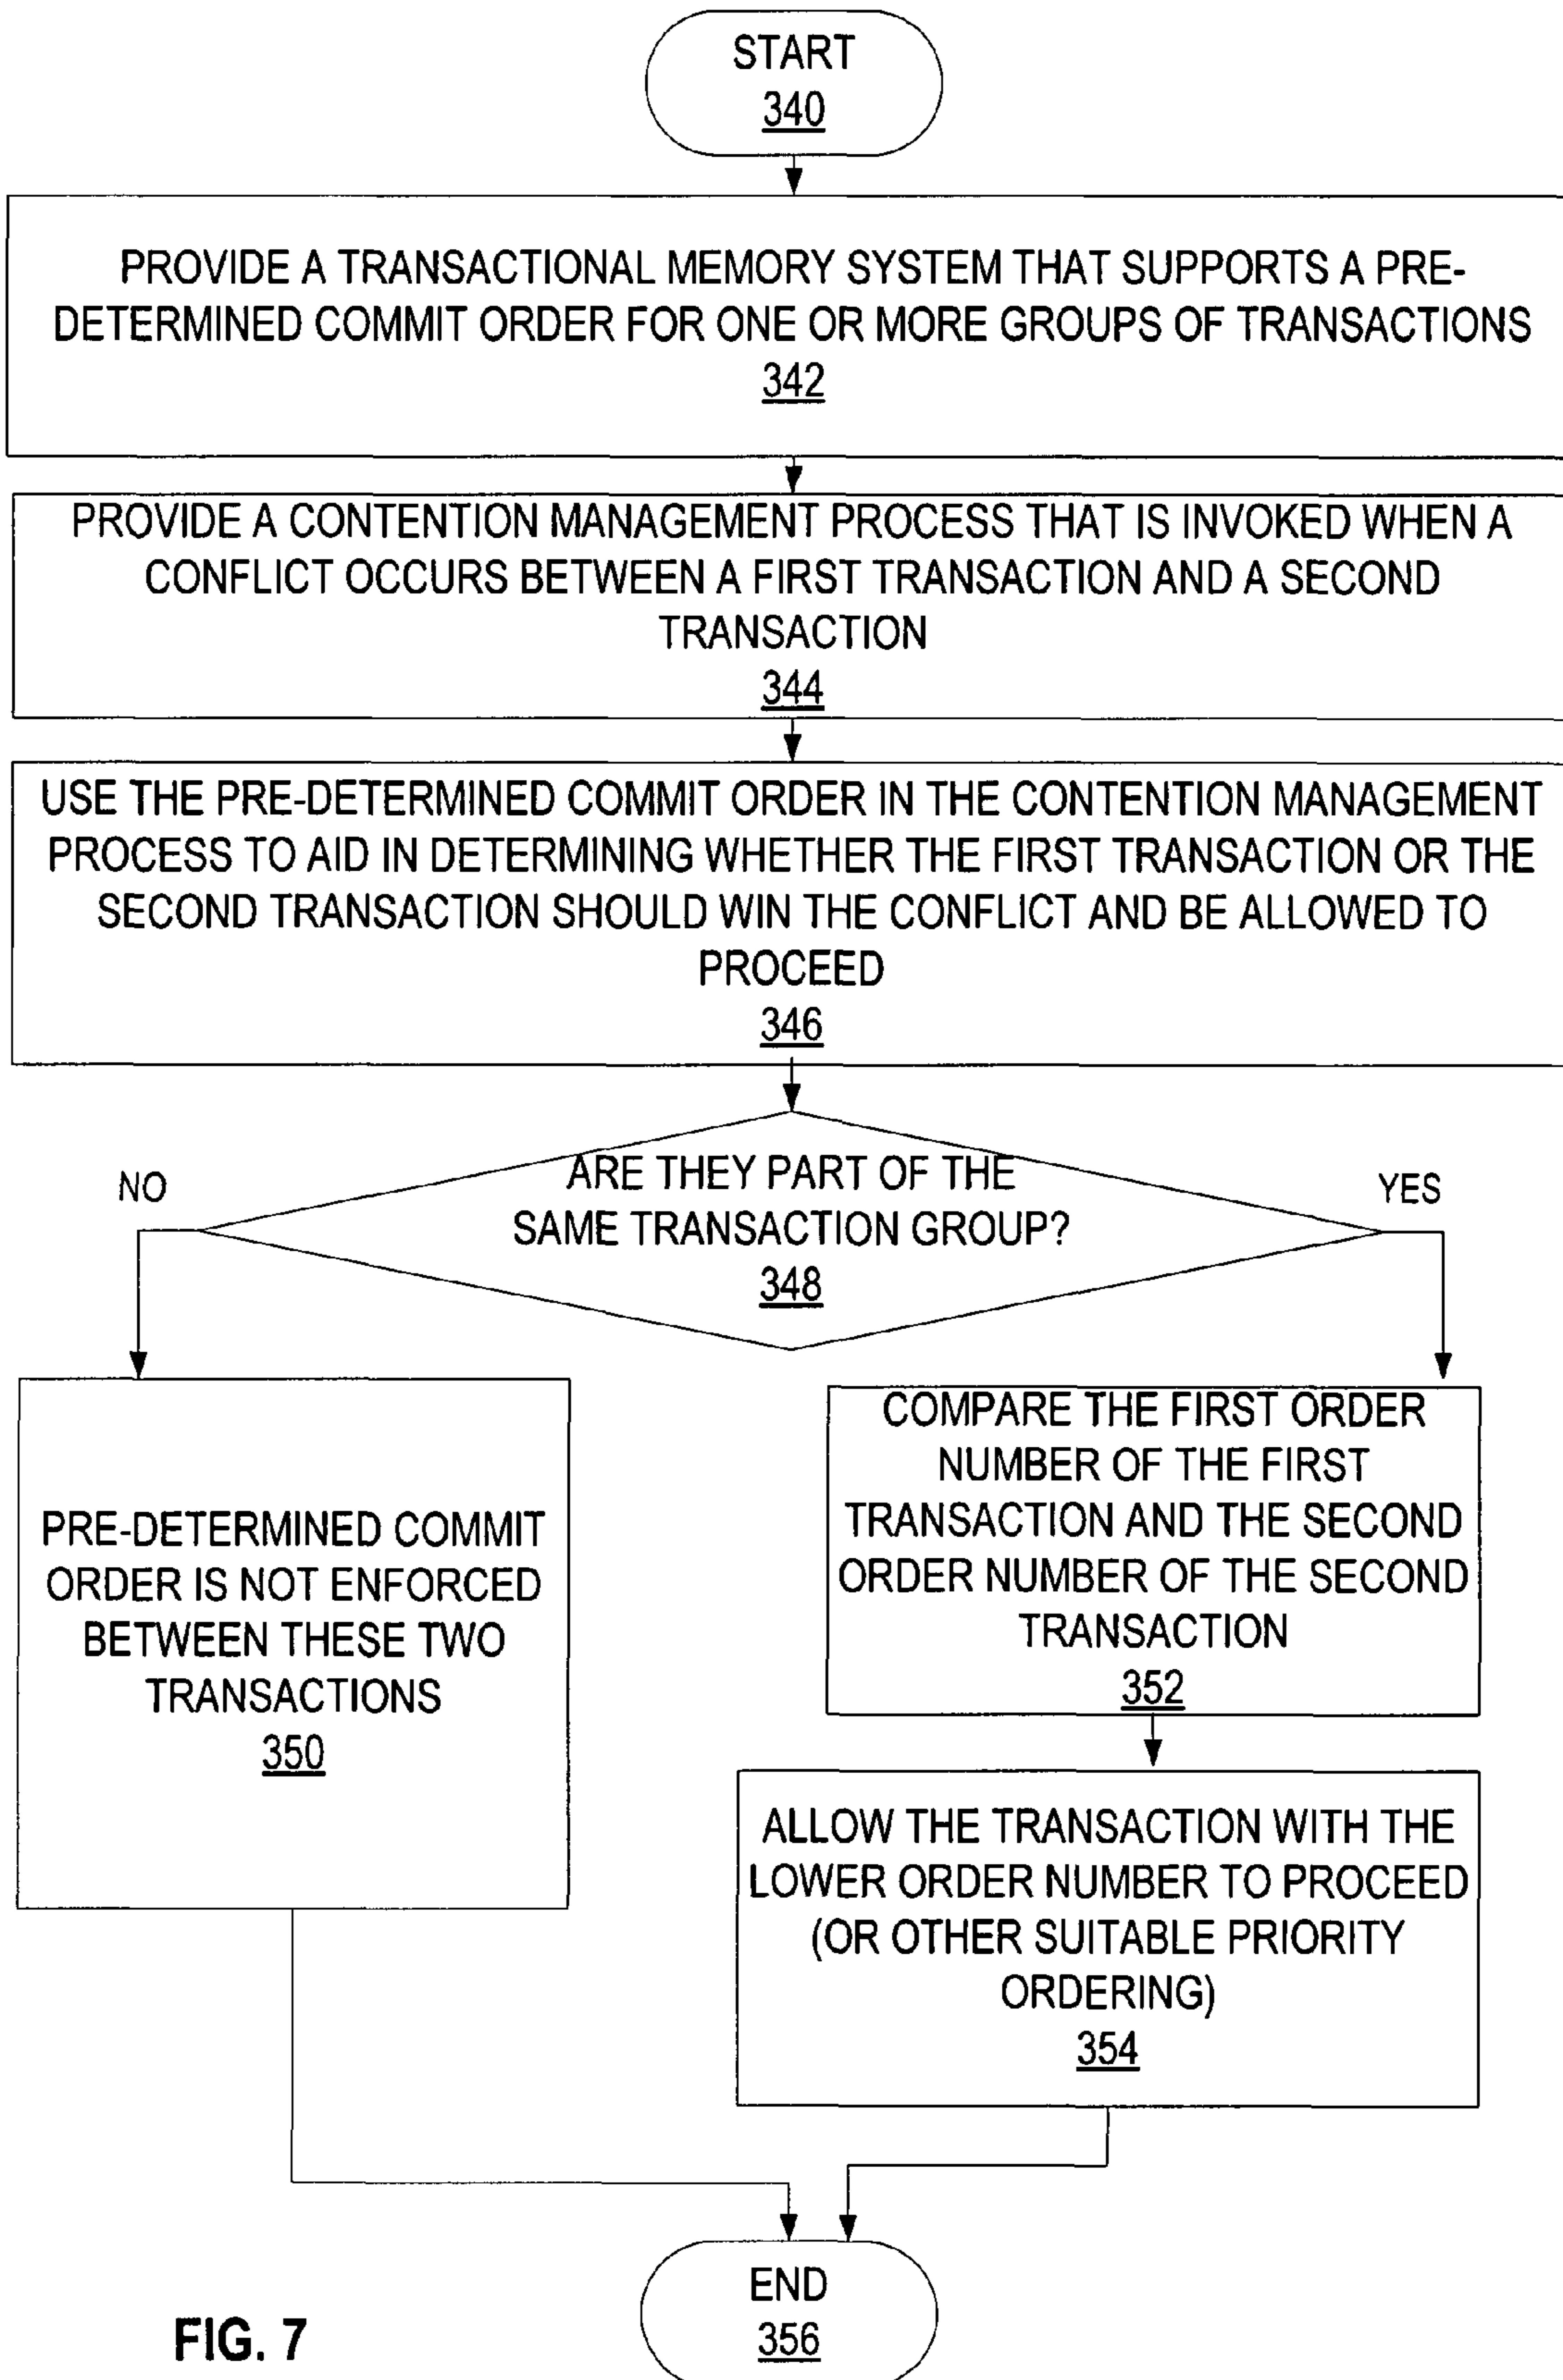 START
340
PROVIDE A TRANSACTIONAL MEMORY SYSTEM THAT SUPPORTS A PRE-
DETERMINED COMMIT ORDER FOR ONE OR MORE GROUPS OF TRANSACTIONS
342
PROVIDE A CONTENTION MANAGEMENT PROCESS THAT IS INVOKED WHEN A
CONFLICT OCCURS BETWEEN A FIRST TRANSACTION AND A SECOND
TRANSACTION
344
USE THE PRE-DETERMINED COMMIT ORDER IN THE CONTENTION MANAGEMENT
PROCESS TO AID IN DETERMINING WHETHER THE FIRST TRANSACTION OR THE
SECOND TRANSACTION SHOULD WIN THE CONFLICT AND BE ALLOWED TO
PROCEED
346
ARE THEY PART OF THE
SAME TRANSACTION GROUP?
348
NO
YES
PRE-DETERMINED COMMIT
ORDER IS NOT ENFORCED
BETWEEN THESE TWO
TRANSACTIONS
350
COMPARE THE FIRST ORDER
NUMBER OF THE FIRST
TRANSACTION AND THE SECOND
ORDER NUMBER OF THE SECOND
TRANSACTION
352
ALLOW THE TRANSACTION WITH THE
LOWER ORDER NUMBER TO PROCEED
(OR OTHER SUITABLE PRIORITY
ORDERING)
354
END
356
FIG. 7